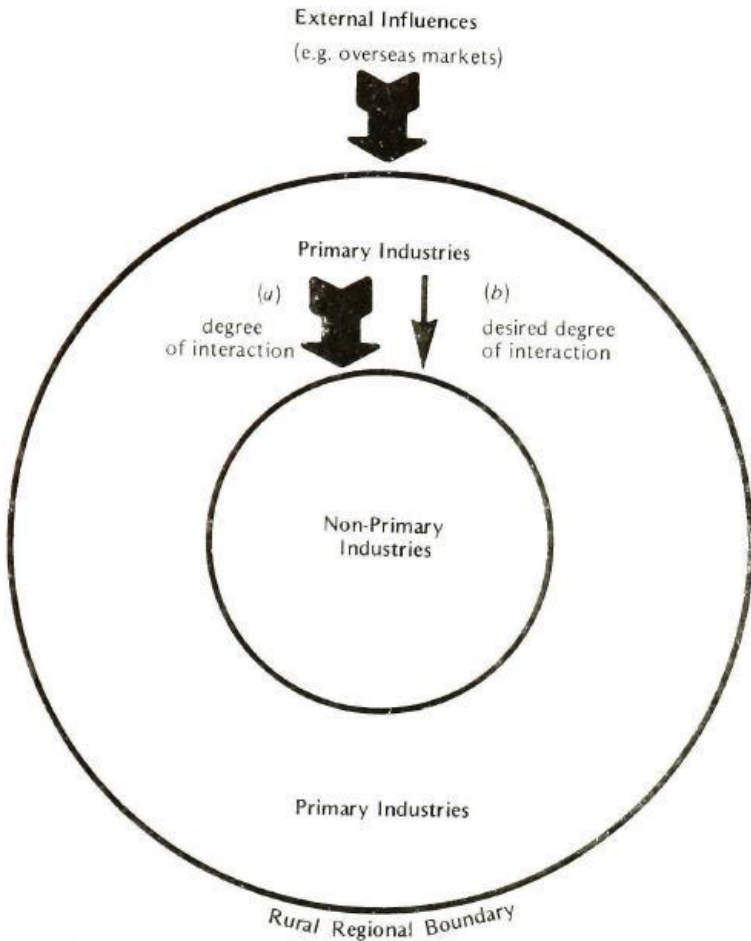 External Influences
(e.g. overseas markets)
Primary Industries
(a)
degree
of interaction
(b)
desired degree
of interaction
Non-Primary
Industries
Primary Industries
Rural Regional Boundary